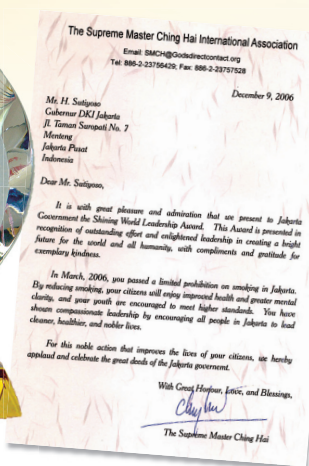 The Supreme Master Ching Hai International Association
Email: SMCH@Godsdirectcontact.org
Tel: 886-2-23756429; Fax: 886-2-23757528
December 9, 2006
Mr. H. Sutiyoso,
Gubernur DKI Jakarta
Jl. Taman Suropati No. 7
Menteng
Jakarta Pusat
Indonesia
Dear Mr. Sutiyoso,
It is with great pleasure and admiration that we present to Jakarta
Government the Shining World Leadership Award. This Award is presented in
recognition of outstanding effort and enlightened leadership in creating a bright
future for the world and all humanity, with compliments and gratitude for
exemplary kindness.
In March, 2006, you passed a limited prohibition on smoking in Jakarta.
By reducing smoking, your citizens will enjoy improved health and greater mental
clarity, and your youth are encouraged to meet higher standards. You have
shown compassionate leadership by encouraging all people in Jakarta to lead
cleaner, healthier, and nobler lives.
For this noble action that improves the lives of your citizens, we hereby
applaud and celebrate the great deeds of the Jakarta governemt.
With Great Honour, Love, and Blessings,
The Supreme Master Ching Hai